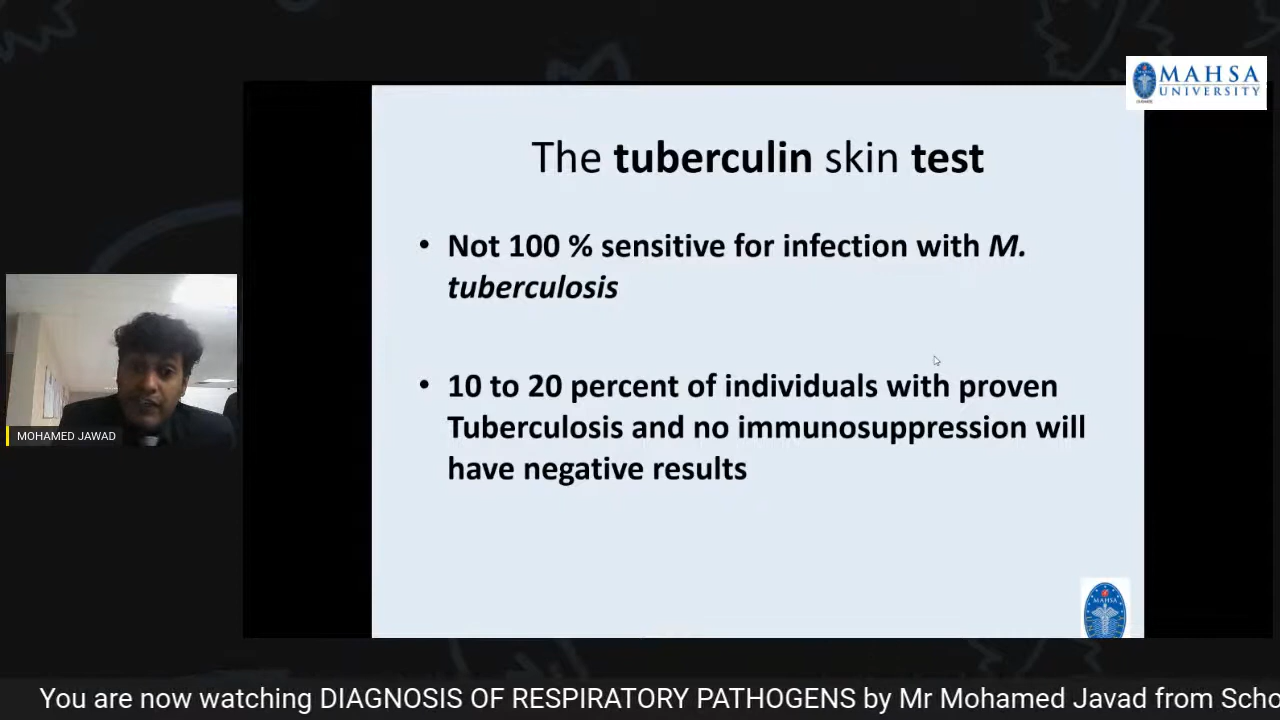 MAHSA
UNIVERSITY
The tuberculin skin test
• Not 100 % sensitive for infection with M.
tuberculosis
• 10 to 20 percent of individuals with proven
Tuberculosis and no immunosuppression will
have negative results
MOHAMED JAWAD
MAHSA
You are now watching DIAGNOSIS OF RESPIRATORY PATHOGENS by Mr Mohamed Javad from Scho